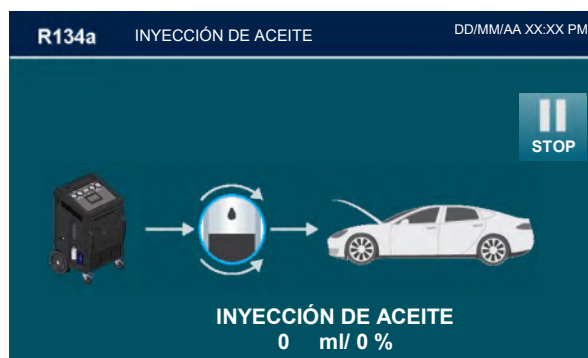 R134a INYECCIÓN DE ACEITE DD/MM/AA XX:XX PM
STOP
INYECCIÓN DE ACEITE
0 ml/ 0 %